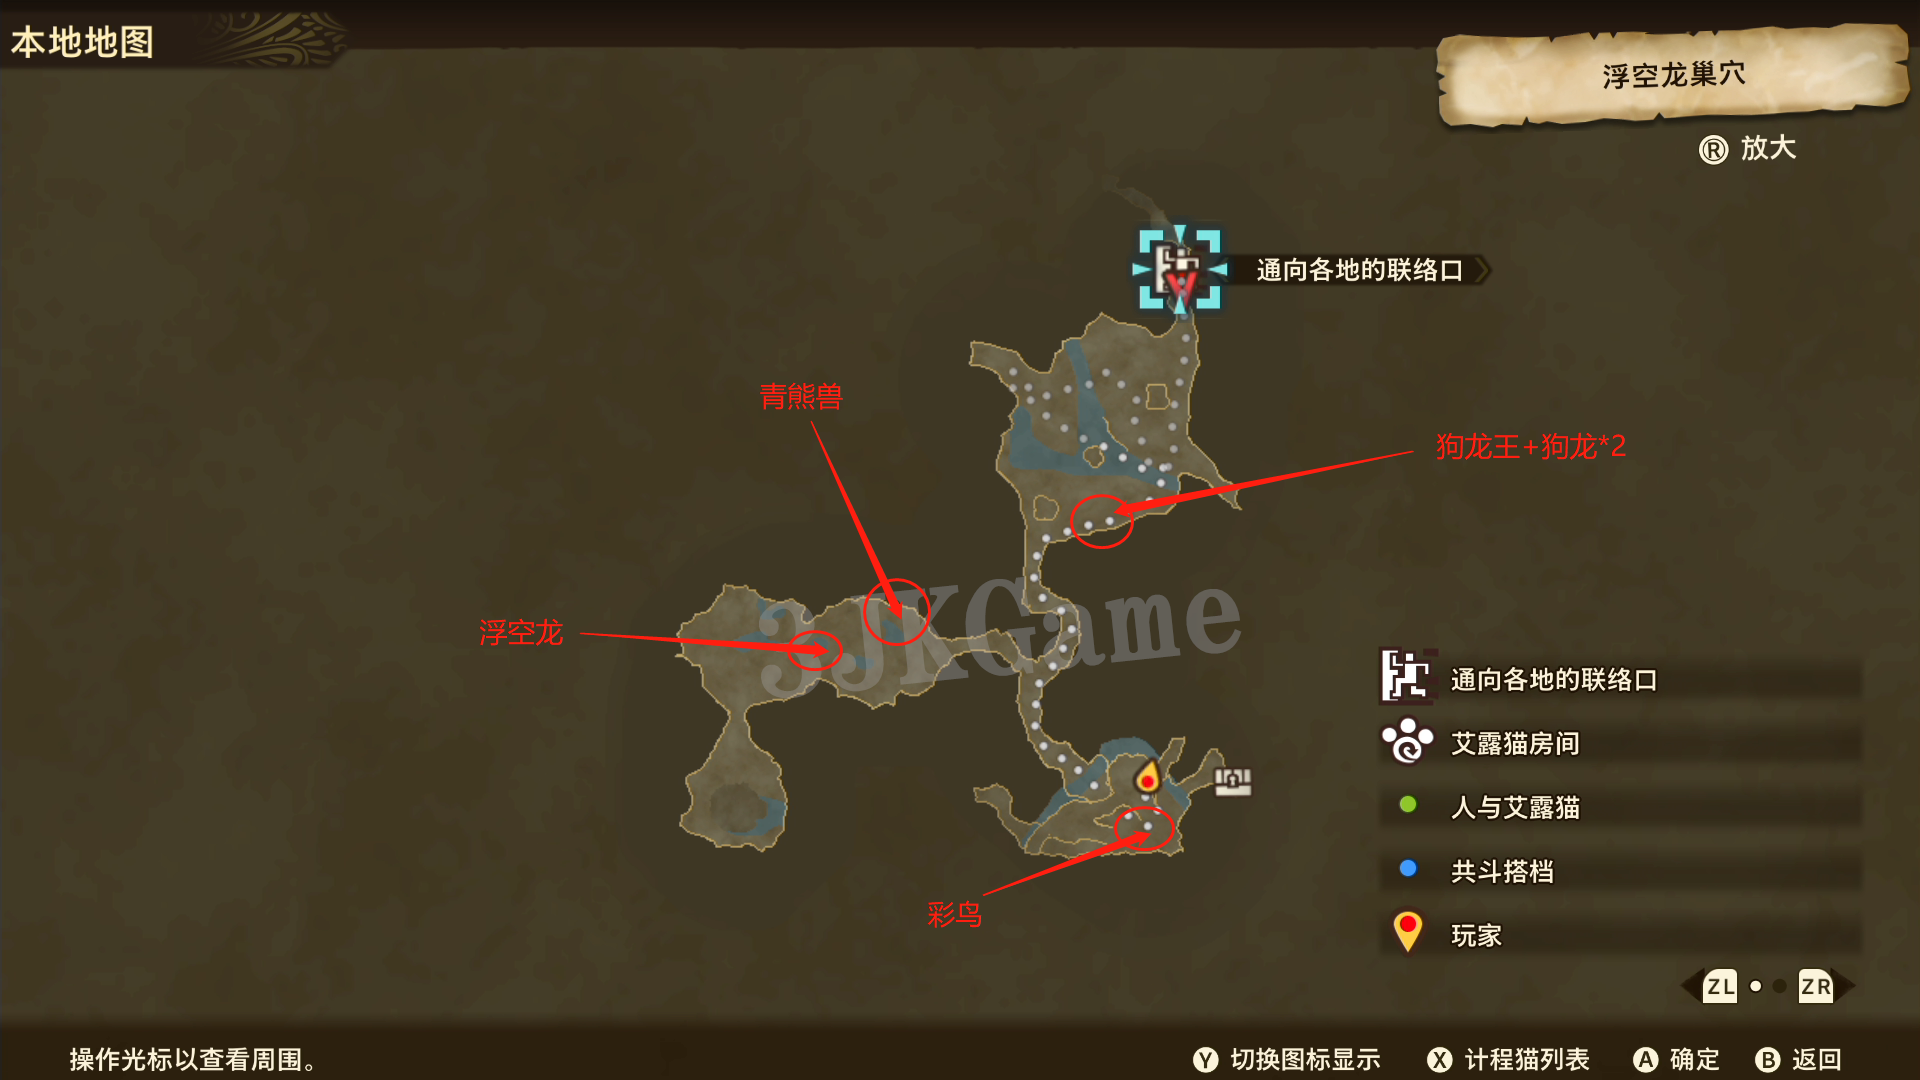 本地地图
浮空龙巢穴
R 放大
通向各地的联络口
青熊兽
狗龙王+狗龙*2
浮空龙
3JKGame
彩鸟
通向各地的联络口
艾露猫房间
人与艾露猫
共斗搭档
玩家
ZL ZR
操作光标以查看周围。
Y 切换图标显示 X 计程猫列表 A 确定 B 返回